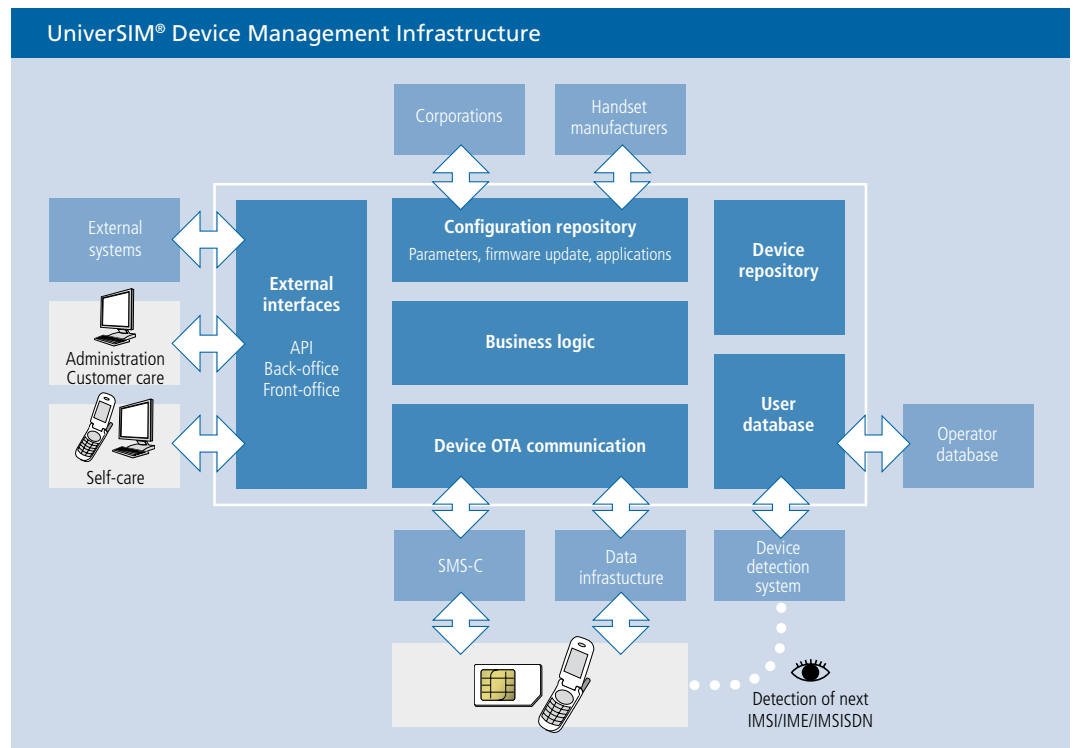 UniverSIM® Device Management Infrastructure
Corporations
Handset
manufacturers
External
systems
Configuration repository
Parameters, firmware update, applications
Device
repository
External
interfaces
API
Back-office
Front-office
Administration
Customer care
Business logic
User
database
Self-care
Device OTA communication
Operator
database
SMS-C
Data
infrastucture
Device
detection
system
Detection of next
IMSI/IME/IMSISDN